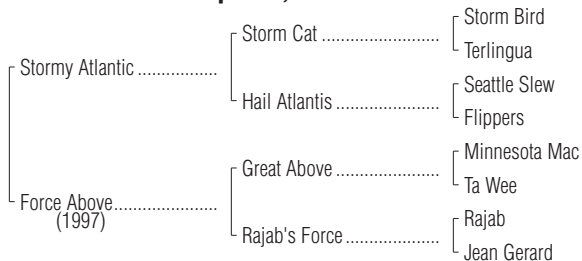 Storm Bird
Storm Cat ........................
Terlingua
Stormy Atlantic ................
Seattle Slew
Hail Atlantis .....................
Flippers
Minnesota Mac
Great Above .....................
Ta Wee
Force Above.....................
(1997)
Rajab
Rajab's Force...................
Jean Gerard